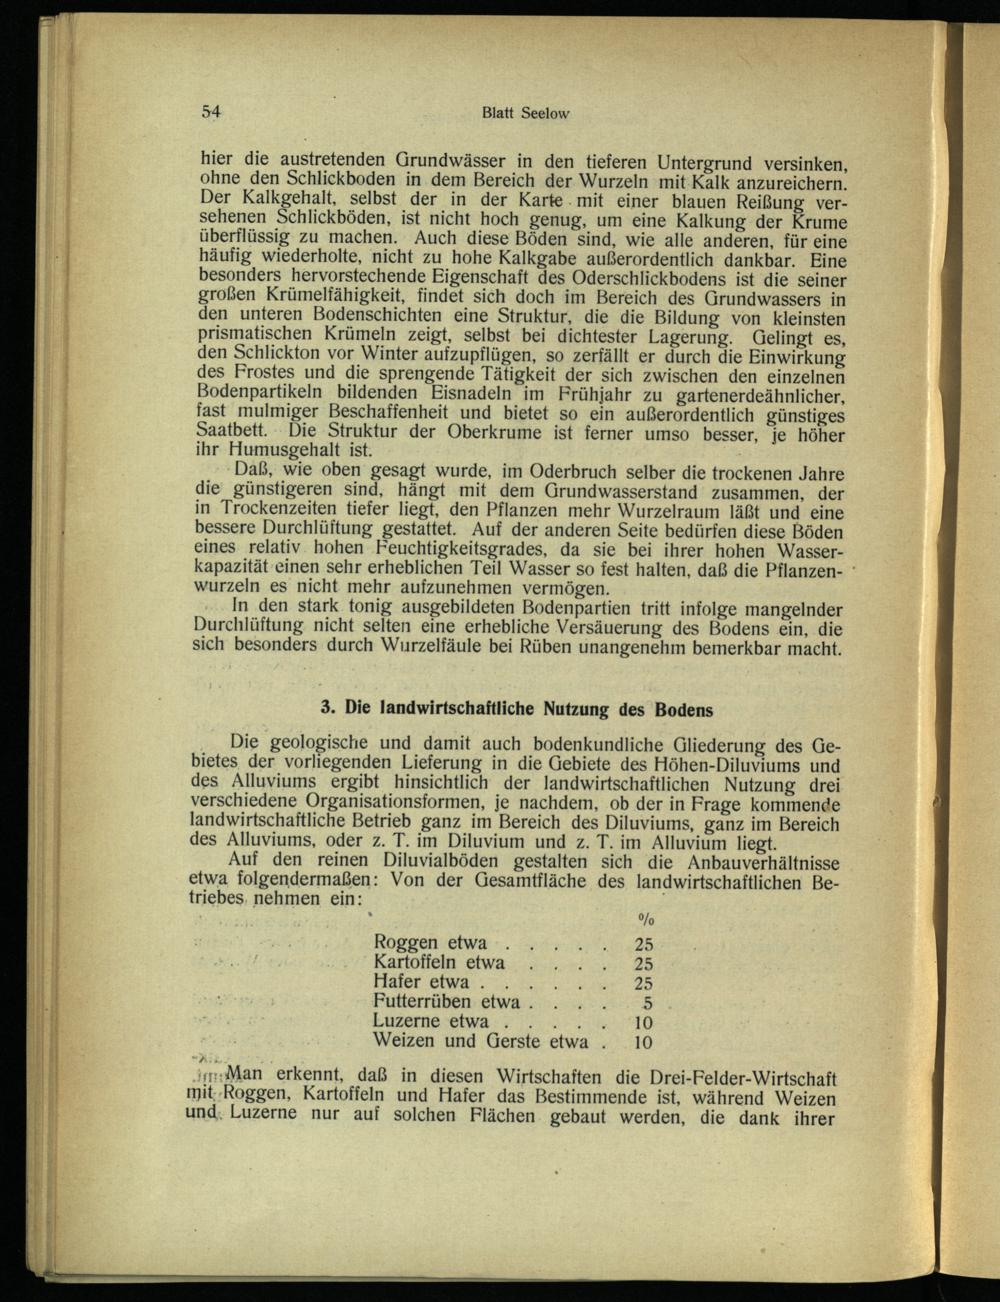 54
Blatt Seelow
hier die austretenden Grundwässer in den tieferen Untergrund versinken,
ohne den Schlickboden in dem Bereich der Wurzeln mit Kalk anzureichern.
Der Kalkgehalt, selbst der in der Karte mit einer blauen Reißung ver-
sehenen Schlickböden, ist nicht hoch genug, um eine Kalkung der Krume
überflüssig zu machen. Auch diese Böden sind, wie alle anderen, für eine
häufig wiederholte, nicht zu hohe Kalkgabe außerordentlich dankbar. Eine
besonders hervorstechende Eigenschaft des Oderschlickbodens ist die seiner
großen Krümelfähigkeit, findet sich doch im Bereich des Grundwassers in
den unteren Bodenschichten eine Struktur, die die Bildung von kleinsten
prismatischen Krümeln zeigt, selbst bei dichtester Lagerung. Gelingt es,
den Schlickton vor Winter aufzupflügen, so zerfällt er durch die Einwirkung
des Frostes und die sprengende Tätigkeit der sich zwischen den einzelnen
Bodenpartikeln bildenden Eisnadeln im Frühjahr zu gartenerdeähnlicher,
fast mulmiger Beschaffenheit und bietet so ein außerordentlich günstiges
Saatbett. Die Struktur der Oberkrume ist ferner umso besser, je höher
ihr Humusgehalt ist.
Daß, wie oben gesagt wurde, im Oderbruch selber die trockenen Jahre
die günstigeren sind, hängt mit dem Grundwasserstand zusammen, der
in Trockenzeiten tiefer liegt, den Pflanzen mehr Wurzelraum läßt und eine
bessere Durchlüftung gestattet. Auf der anderen Seite bedürfen diese Böden
eines relativ hohen Feuchtigkeitsgrades, da sie bei ihrer hohen Wasser-
kapazität einen sehr erheblichen Teil Wasser so fest halten, daß die Pflanzen-
wurzeln es nicht mehr aufzunehmen vermögen.
In den stark tonig ausgebildeten Bodenpartien tritt infolge mangelnder
Durchlüftung nicht selten eine erhebliche Versäuerung des Bodens ein, die
sich besonders durch Wurzelfäule bei Rüben unangenehm bemerkbar macht.
3. Die landwirtschaftliche Nutzung des Bodens
Die geologische und damit auch bodenkundliche Gliederung des Ge-
bietes der vorliegenden Lieferung in die Gebiete des Höhen-Diluviums und
des Alluviums ergibt hinsichtlich der landwirtschaftlichen Nutzung drei
verschiedene Organisationsformen, je nachdem, ob der in Frage kommende
landwirtschaftliche Betrieb ganz im Bereich des Diluviums, ganz im Bereich
des Alluviums, oder z. T. im Diluvium und z. T. im Alluvium liegt.
Auf den reinen Diluvialböden gestalten sich die Anbauverhältnisse
etwa folgendermaßen: Von der Gesamtfläche des landwirtschaftlichen Be-
triebes nehmen ein:
%
Roggen etwa . . . . . 25
Kartoffeln etwa . . . . 25
Hafer etwa . . . . . . 25
Futterrüben etwa . . . . 5
Luzerne etwa . . . . . 10
Weizen und Gerste etwa . 10
Man erkennt, daß in diesen Wirtschaften die Drei-Felder-Wirtschaft
mit Roggen, Kartoffeln und Hafer das Bestimmende ist, während Weizen
und Luzerne nur auf solchen Flächen gebaut werden, die dank ihrer